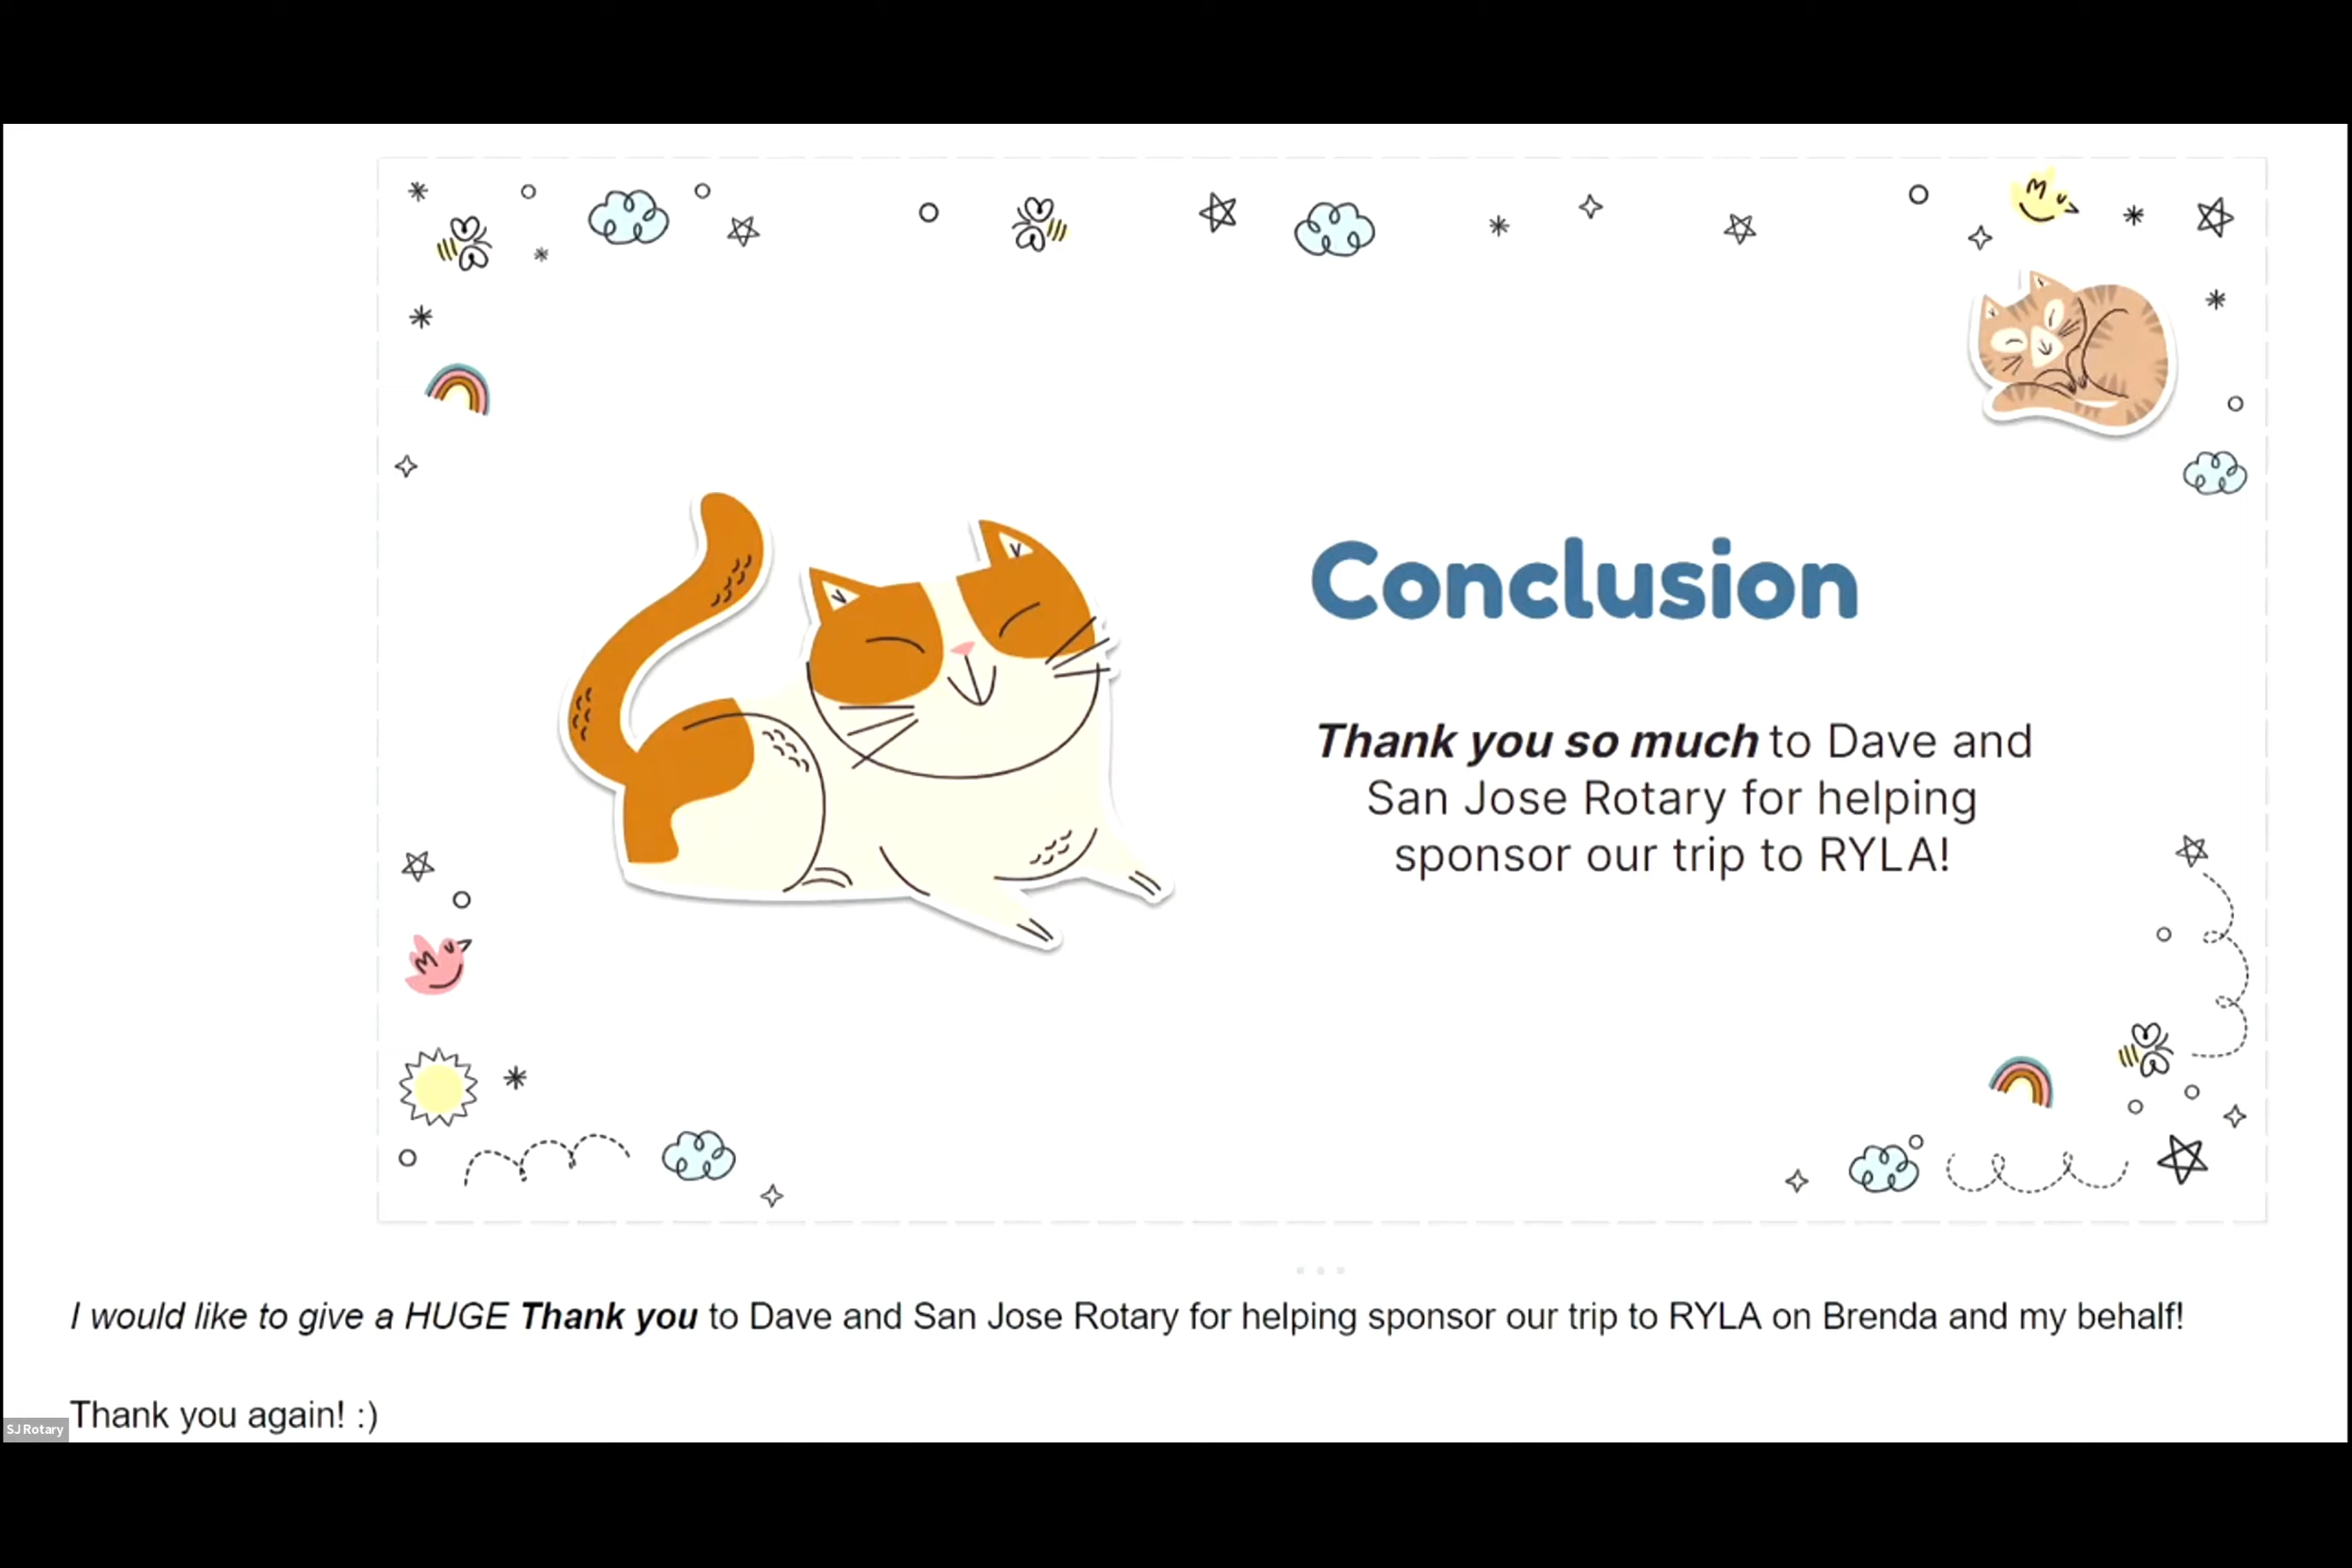 Conclusion
Thank you so much to Dave and
San Jose Rotary for helping
sponsor our trip to RYLA!
I would like to give a HUGE Thank you to Dave and San Jose Rotary for helping sponsor our trip to RYLA on Brenda and my behalf!
Thank you again! :)
SJ Rotary